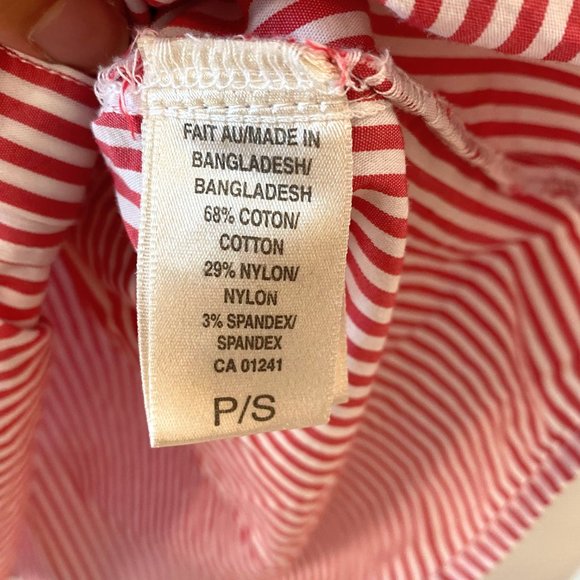 FAIT AU/MADE IN
BANGLADESH/
BANGLADESH
68% COTON/
COTTON
29% NYLON/
NYLON
3% SPANDEX/
SPANDEX
CA 01241
P/S